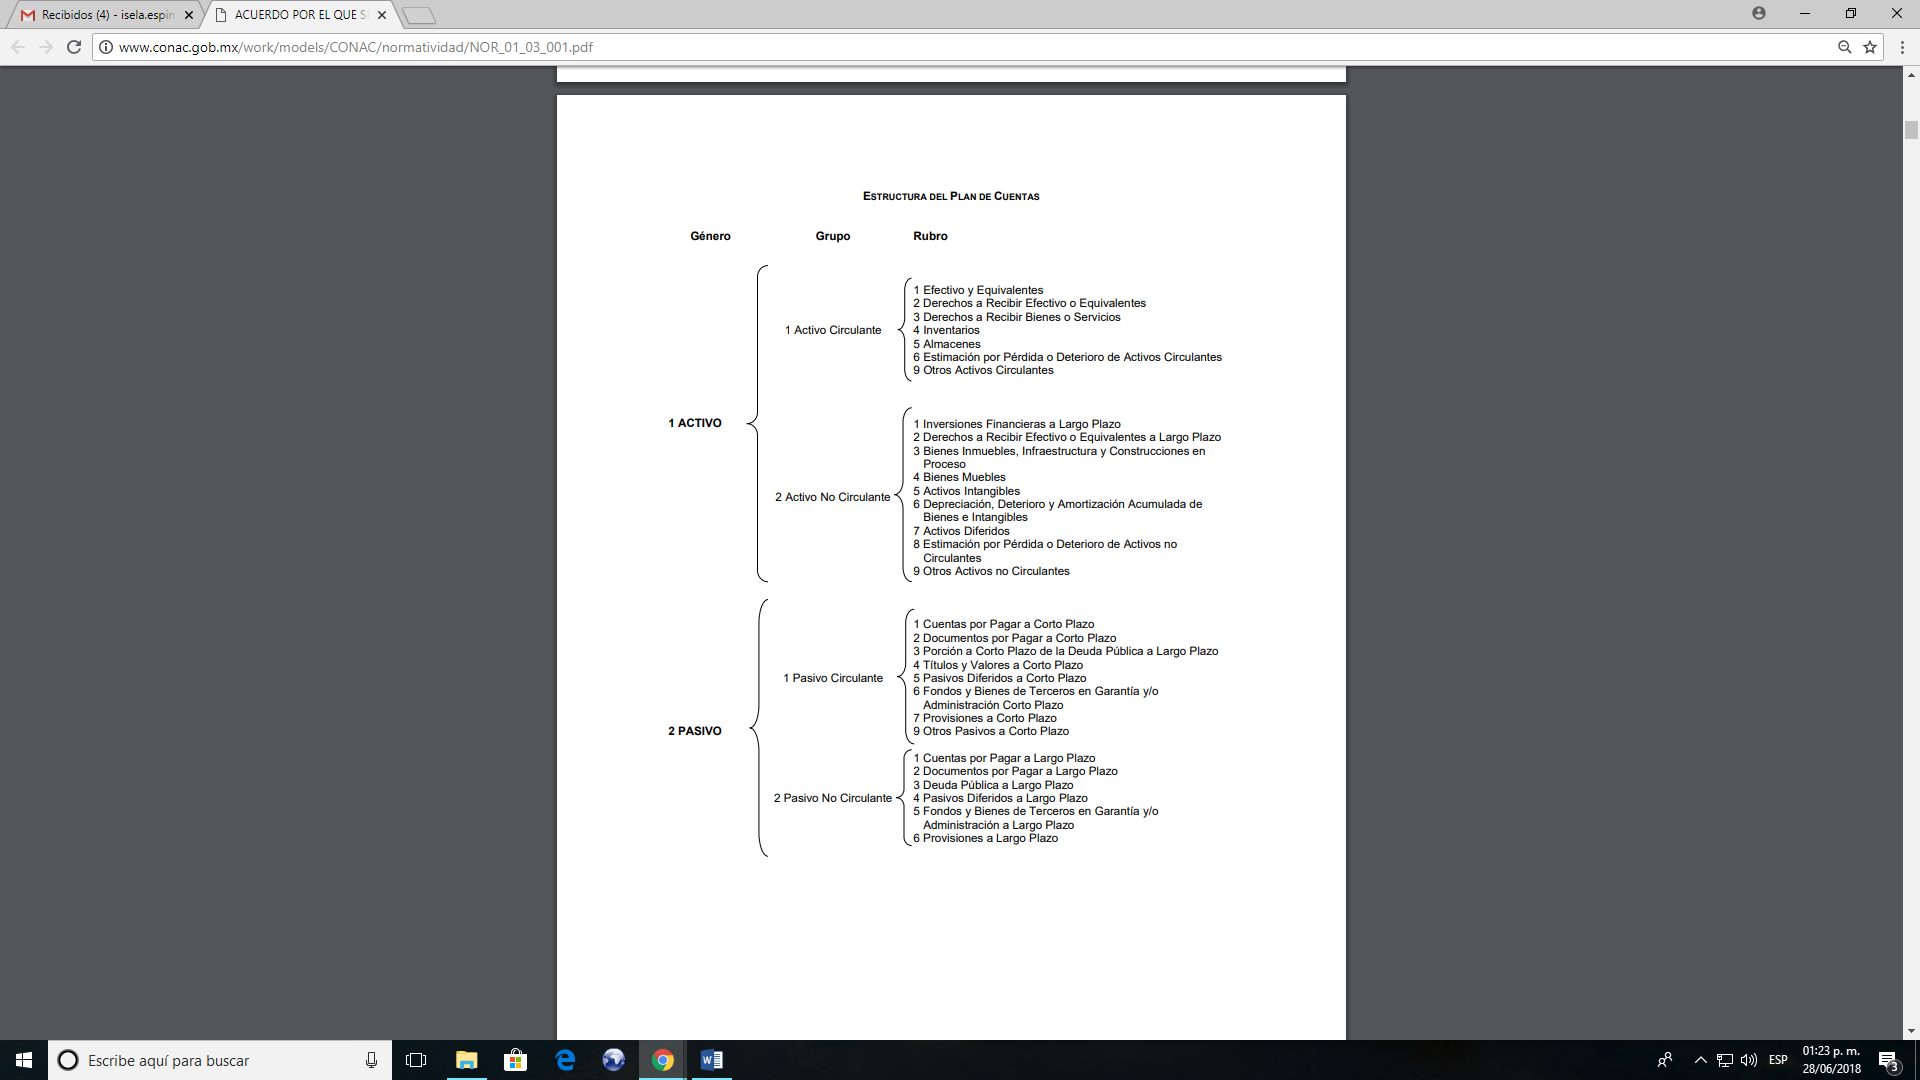 Recibidos (4) - isela.espin
ACUERDO POR EL QUE S
www.conac.gob.mx/work/models/CONAC/normatividad/NOR_01_03_001.pdf
ESTRUCTURA DEL PLAN DE CUENTAS
Género Grupo Rubro
1 ACTIVO
1 Activo Circulante
1 Efectivo y Equivalentes
2 Derechos a Recibir Efectivo o Equivalentes
3 Derechos a Recibir Bienes o Servicios
4 Inventarios
5 Almacenes
6 Estimación por Pérdida o Deterioro de Activos Circulantes
9 Otros Activos Circulantes
2 Activo No Circulante
1 Inversiones Financieras a Largo Plazo
2 Derechos a Recibir Efectivo o Equivalentes a Largo Plazo
3 Bienes Inmuebles, Infraestructura y Construcciones en
Proceso
4 Bienes Muebles
5 Activos Intangibles
6 Depreciación, Deterioro y Amortización Acumulada de
Bienes e Intangibles
7 Activos Diferidos
8 Estimación por Pérdida o Deterioro de Activos no
Circulantes
9 Otros Activos no Circulantes
2 PASIVO
1 Pasivo Circulante
1 Cuentas por Pagar a Corto Plazo
2 Documentos por Pagar a Corto Plazo
3 Porción a Corto Plazo de la Deuda Pública a Largo Plazo
4 Títulos y Valores a Corto Plazo
5 Pasivos Diferidos a Corto Plazo
6 Fondos y Bienes de Terceros en Garantía y/o
Administración Corto Plazo
7 Provisiones a Corto Plazo
9 Otros Pasivos a Corto Plazo
2 Pasivo No Circulante
1 Cuentas por Pagar a Largo Plazo
2 Documentos por Pagar a Largo Plazo
3 Deuda Pública a Largo Plazo
4 Pasivos Diferidos a Largo Plazo
5 Fondos y Bienes de Terceros en Garantía y/o
Administración a Largo Plazo
6 Provisiones a Largo Plazo
Escribe aquí para buscar
ESP
01:23 p. m.
28/06/2018
3